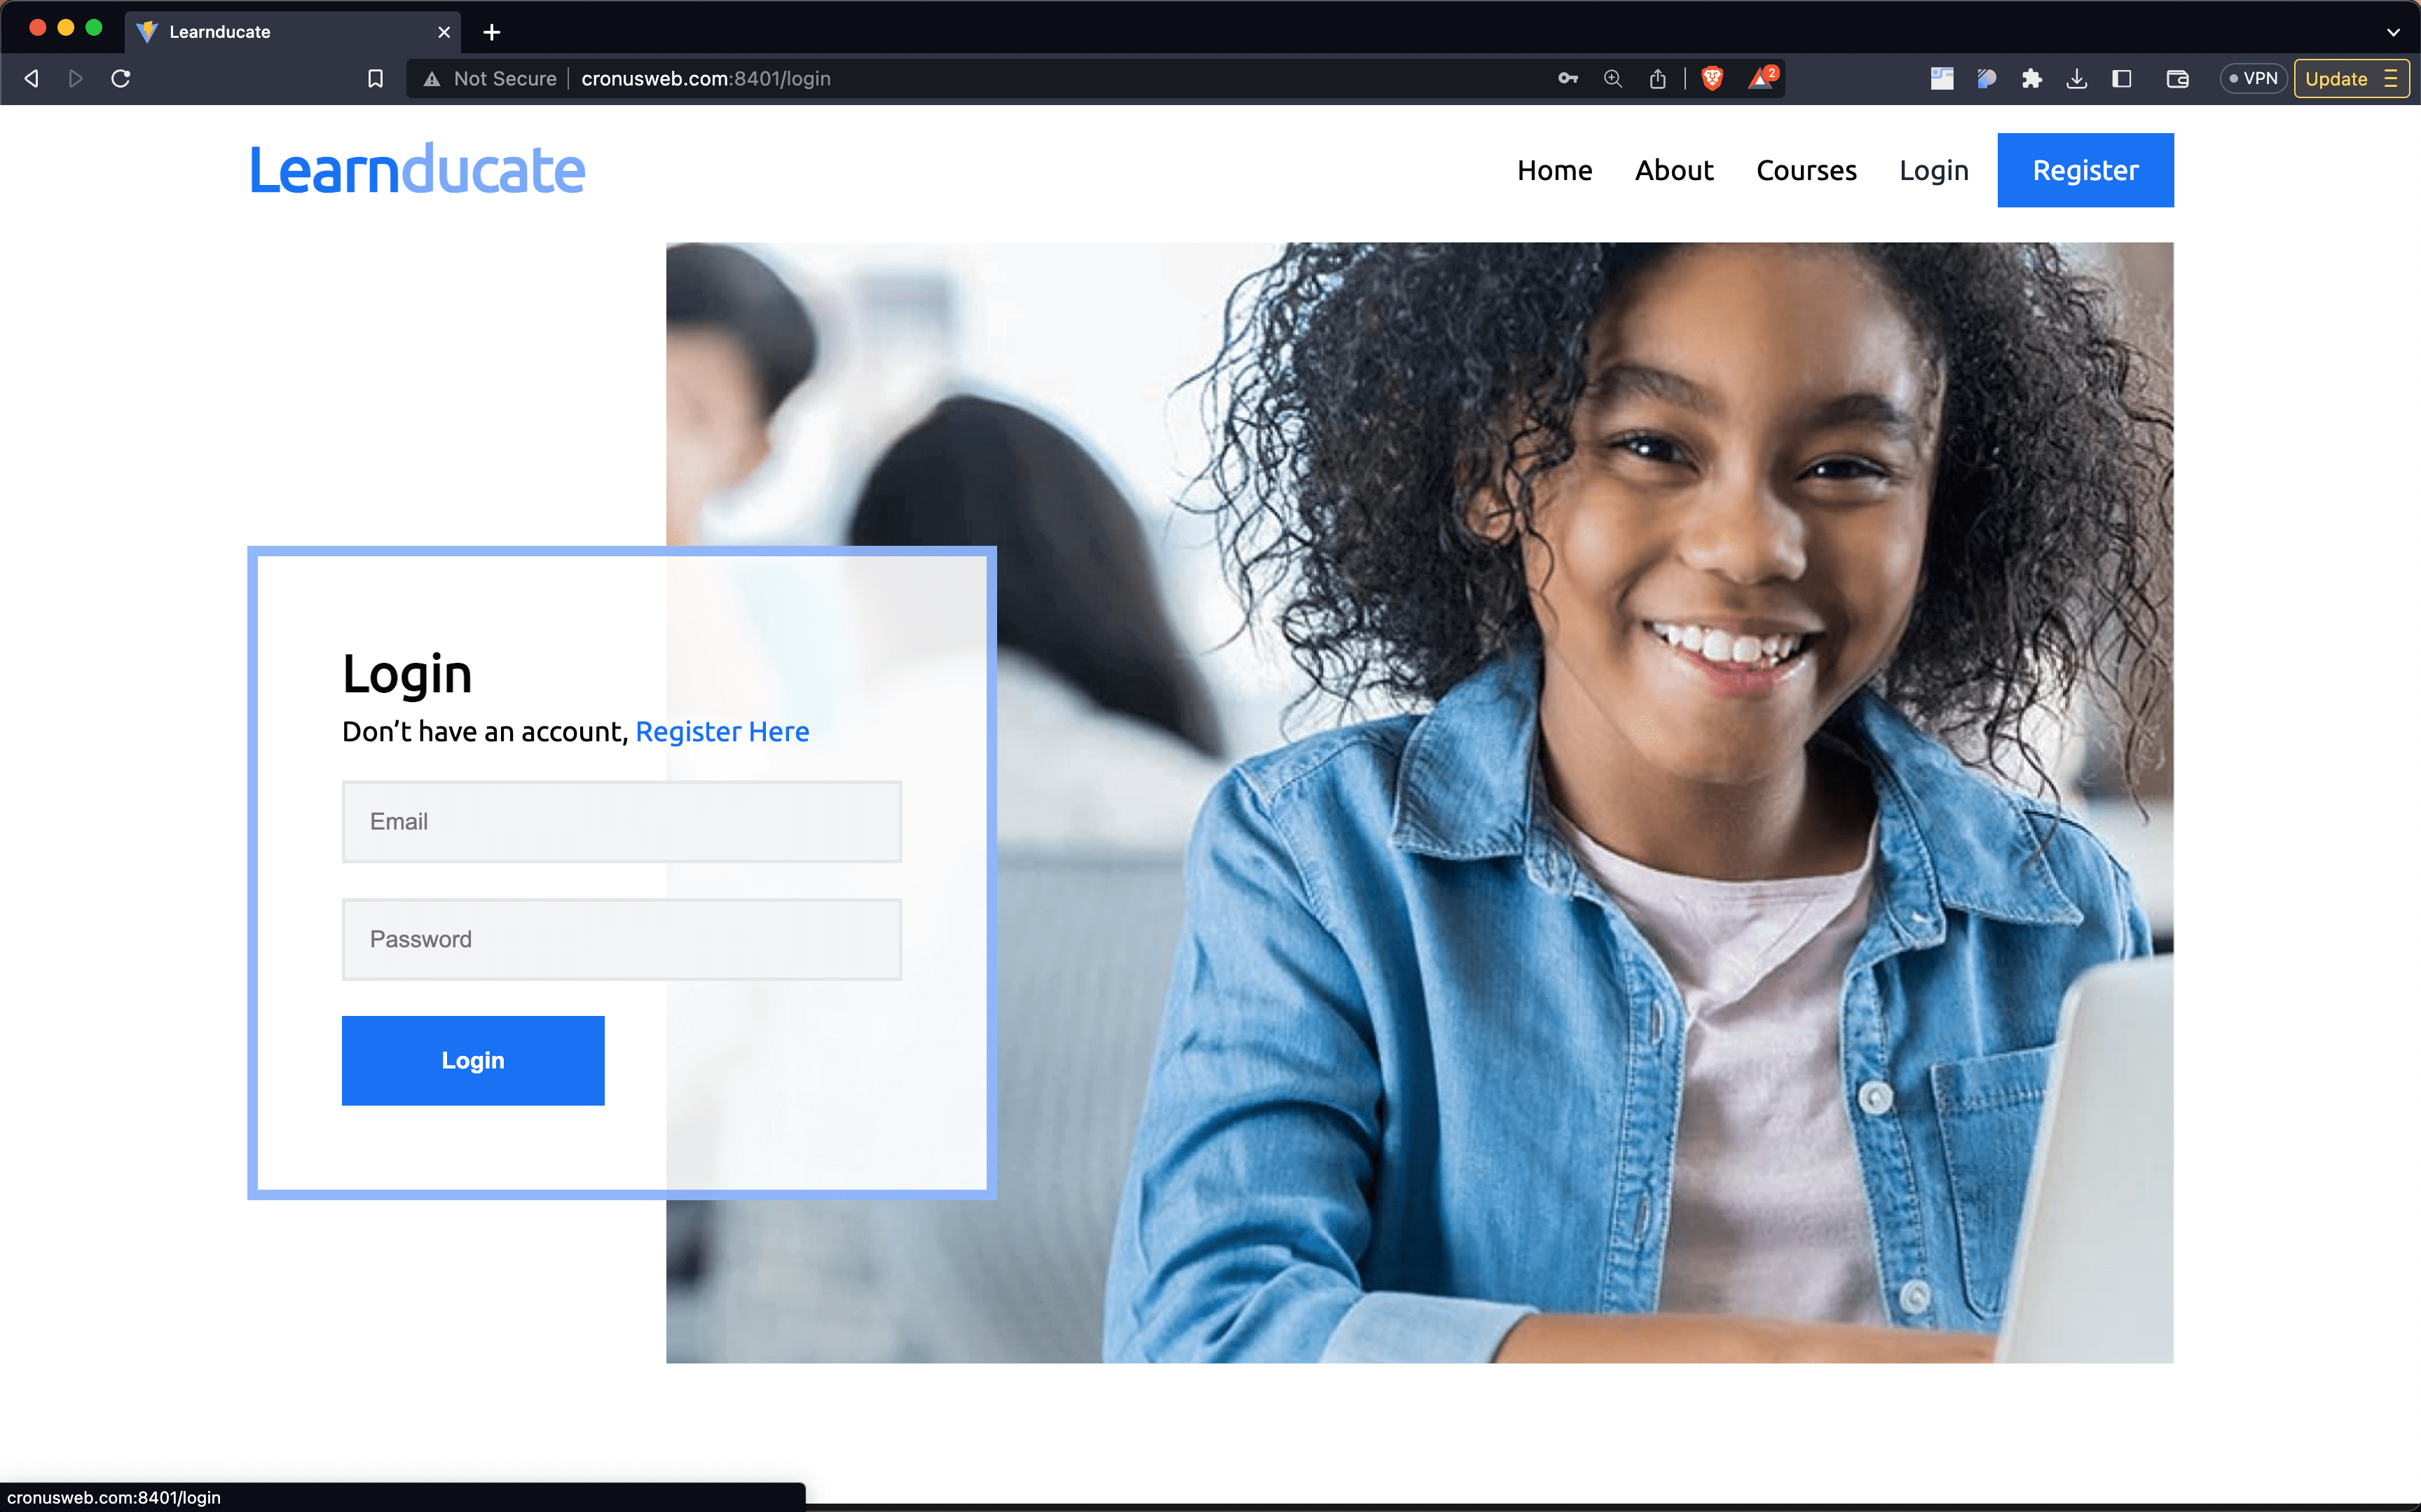 Learnducate
Not Secure cronusweb.com:8401/login
2
VPN
Update
Learnducate
Home About Courses Login Register
Login
Don’t have an account, Register Here
Email
Password
Login
cronusweb.com:8401/login